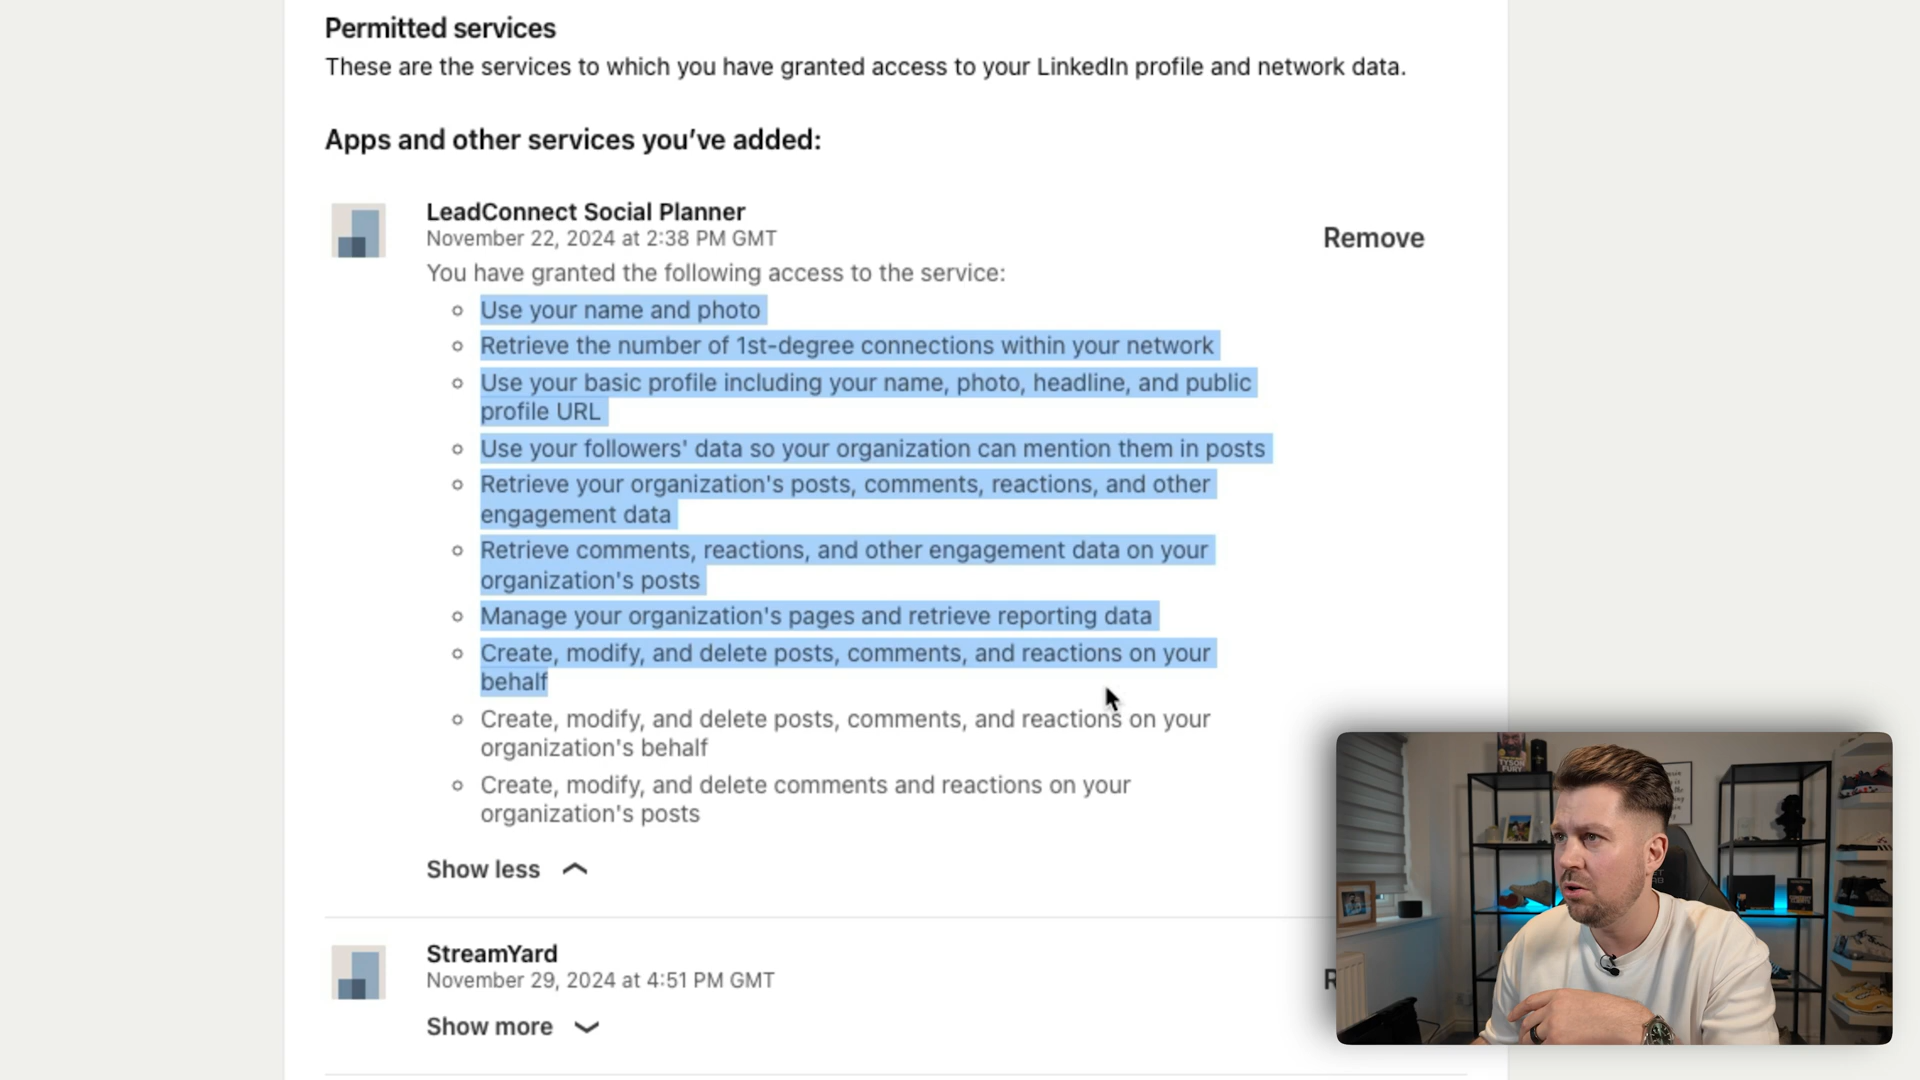 Permitted services
These are the services to which you have granted access to your LinkedIn profile and network data.
Apps and other services you’ve added:
LeadConnect Social Planner
November 22, 2024 at 2:38 PM GMT
Remove
You have granted the following access to the service:
Use your name and photo
Retrieve the number of 1st-degree connections within your network
Use your basic profile including your name, photo, headline, and public
profile URL
Use your followers' data so your organization can mention them in posts
Retrieve your organization's posts, comments, reactions, and other
engagement data
Retrieve comments, reactions, and other engagement data on your
organization's posts
Manage your organization's pages and retrieve reporting data
Create, modify, and delete posts, comments, and reactions on your
behalf
Create, modify, and delete posts, comments, and reactions on your
organization's behalf
Create, modify, and delete comments and reactions on your
organization's posts
Show less
StreamYard
November 29, 2024 at 4:51 PM GMT
Show more
TYSON
FURY